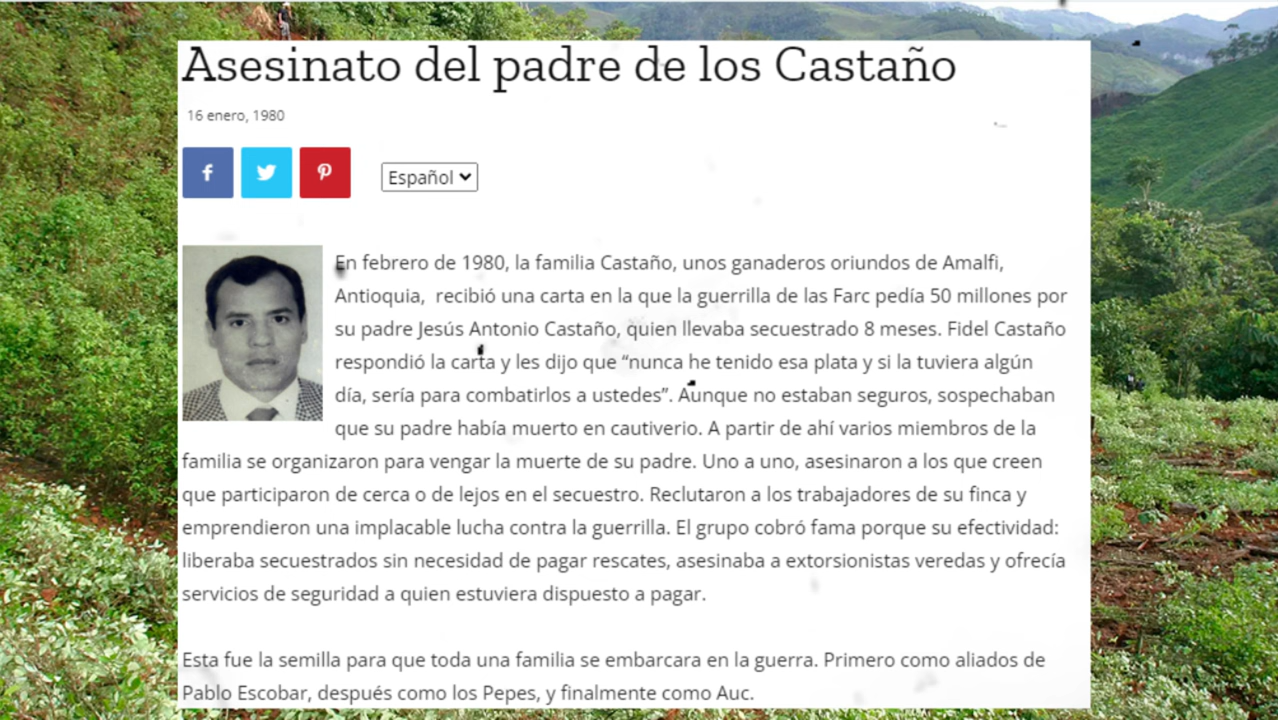 Asesinato del padre de los Castaño
16 enero, 1980
Español
En febrero de 1980, la familia Castaño, unos ganaderos oriundos de Amalfi,
Antioquia, recibió una carta en la que la guerrilla de las Farc pedía 50 millones por
su padre Jesús Antonio Castaño, quien llevaba secuestrado 8 meses. Fidel Castaño
respondió la carta y les dijo que “nunca he tenido esa plata y si la tuviera algún
día, sería para combatirlos a ustedes”. Aunque no estaban seguros, sospechaban
que su padre había muerto en cautiverio. A partir de ahí varios miembros de la
familia se organizaron para vengar la muerte de su padre. Uno a uno, asesinaron a los que creen
que participaron de cerca o de lejos en el secuestro. Reclutaron a los trabajadores de su finca y
emprendieron una implacable lucha contra la guerrilla. El grupo cobró fama porque su efectividad:
liberaba secuestrados sin necesidad de pagar rescates, asesinaba a extorsionistas veredas y ofrecía
servicios de seguridad a quien estuviera dispuesto a pagar.
Esta fue la semilla para que toda una familia se embarcara en la guerra. Primero como aliados de
Pablo Escobar, después como los Pepes, y finalmente como Auc.